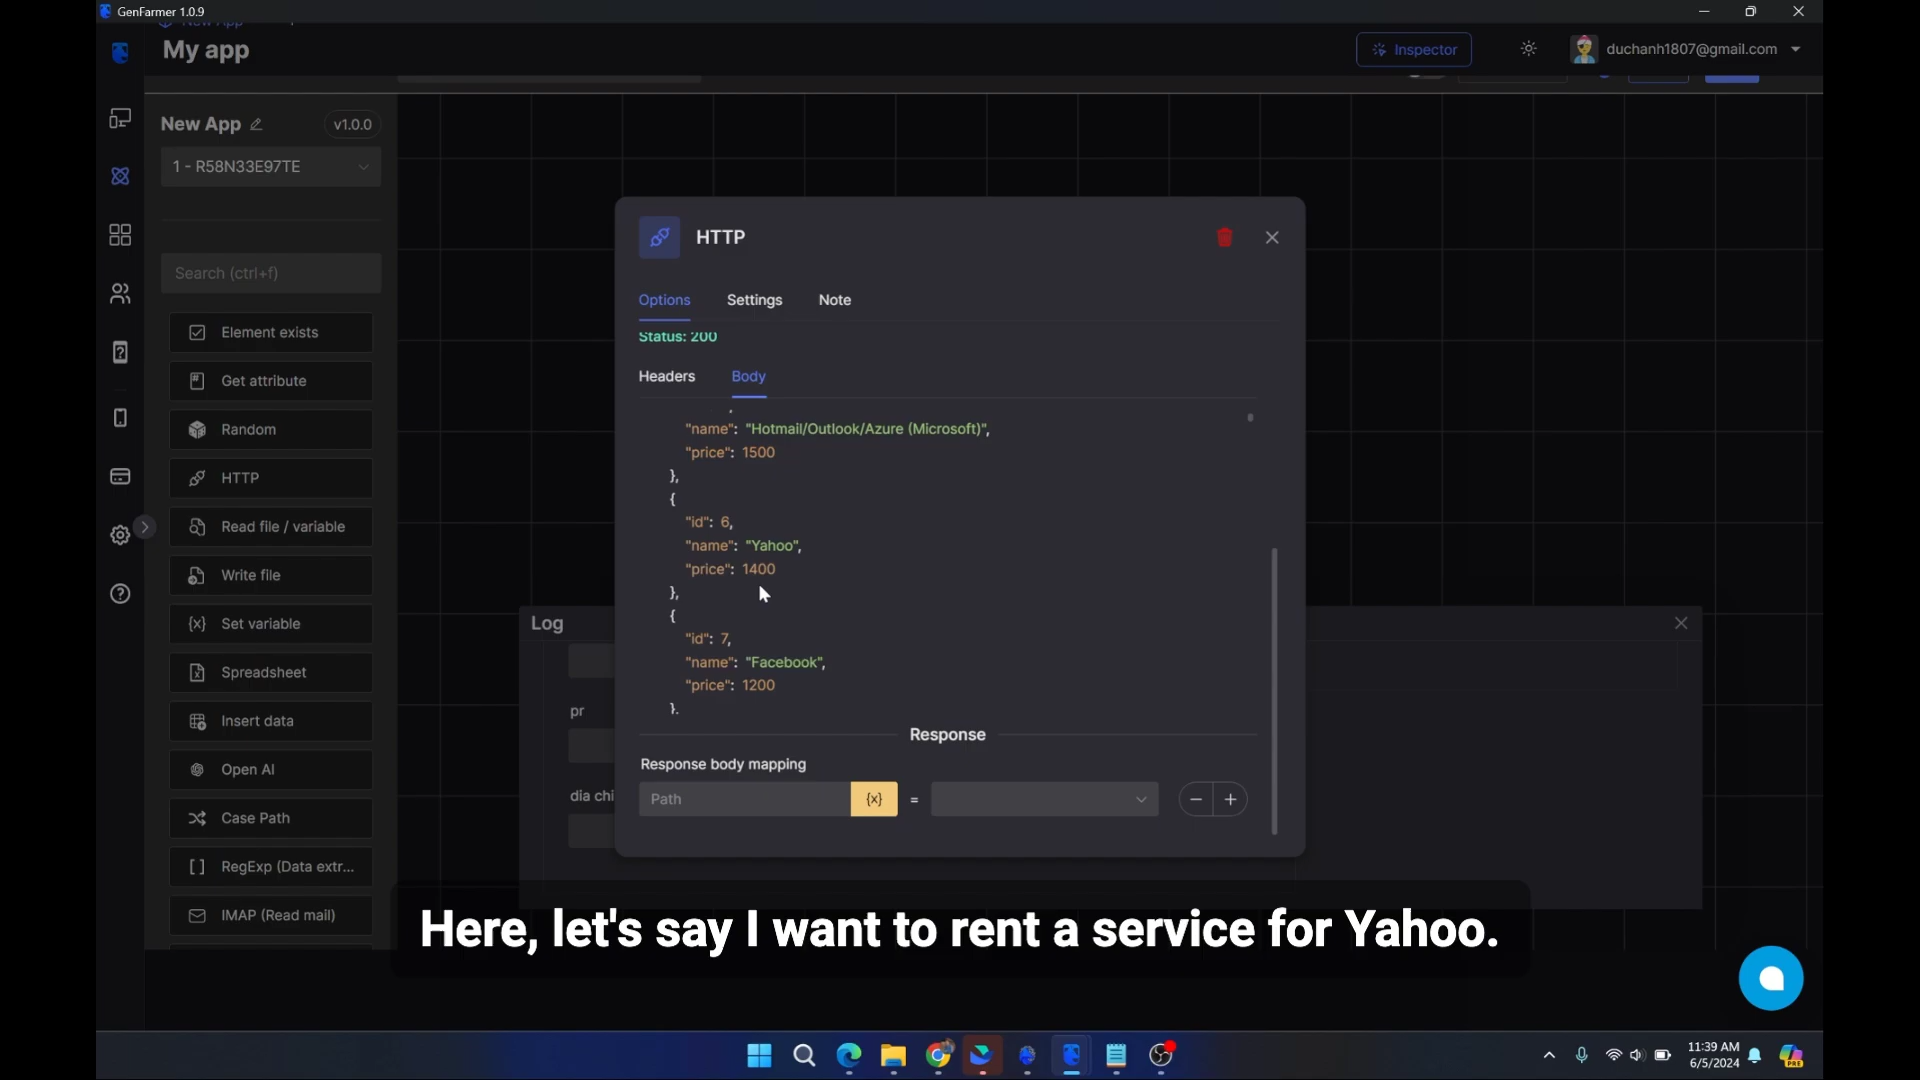 GenFarmer 1.0.9
My app
Inspector
duchanh1807@gmail.com
New App
v1.0.0
1 - R58N33E97TE
Search (ctrl+f)
Element exists
Get attribute
Random
HTTP
Read file / variable
Write file
Set variable
Spreadsheet
Insert data
Open AI
Case Path
RegExp (Data extr...
IMAP (Read mail)
HTTP
Options
Settings
Note
Status: 200
Headers
Body
"name": "Hotmail/Outlook/Azure (Microsoft)",
"price": 1500
},
{
"id": 6,
"name": "Yahoo",
"price": 1400
},
{
"id": 7,
"name": "Facebook",
"price": 1200
},
Response
Response body mapping
Path
{x}
=
Log
pr
dia chi
Here, let's say I want to rent a service for Yahoo.
11:39 AM
6/5/2024